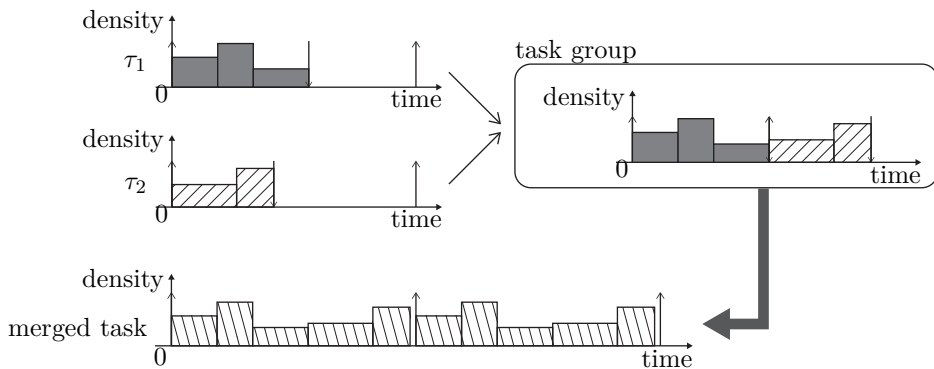 density
τ1
0
time
density
τ2
0
time
task group
density
0
time
density
merged task
0
time